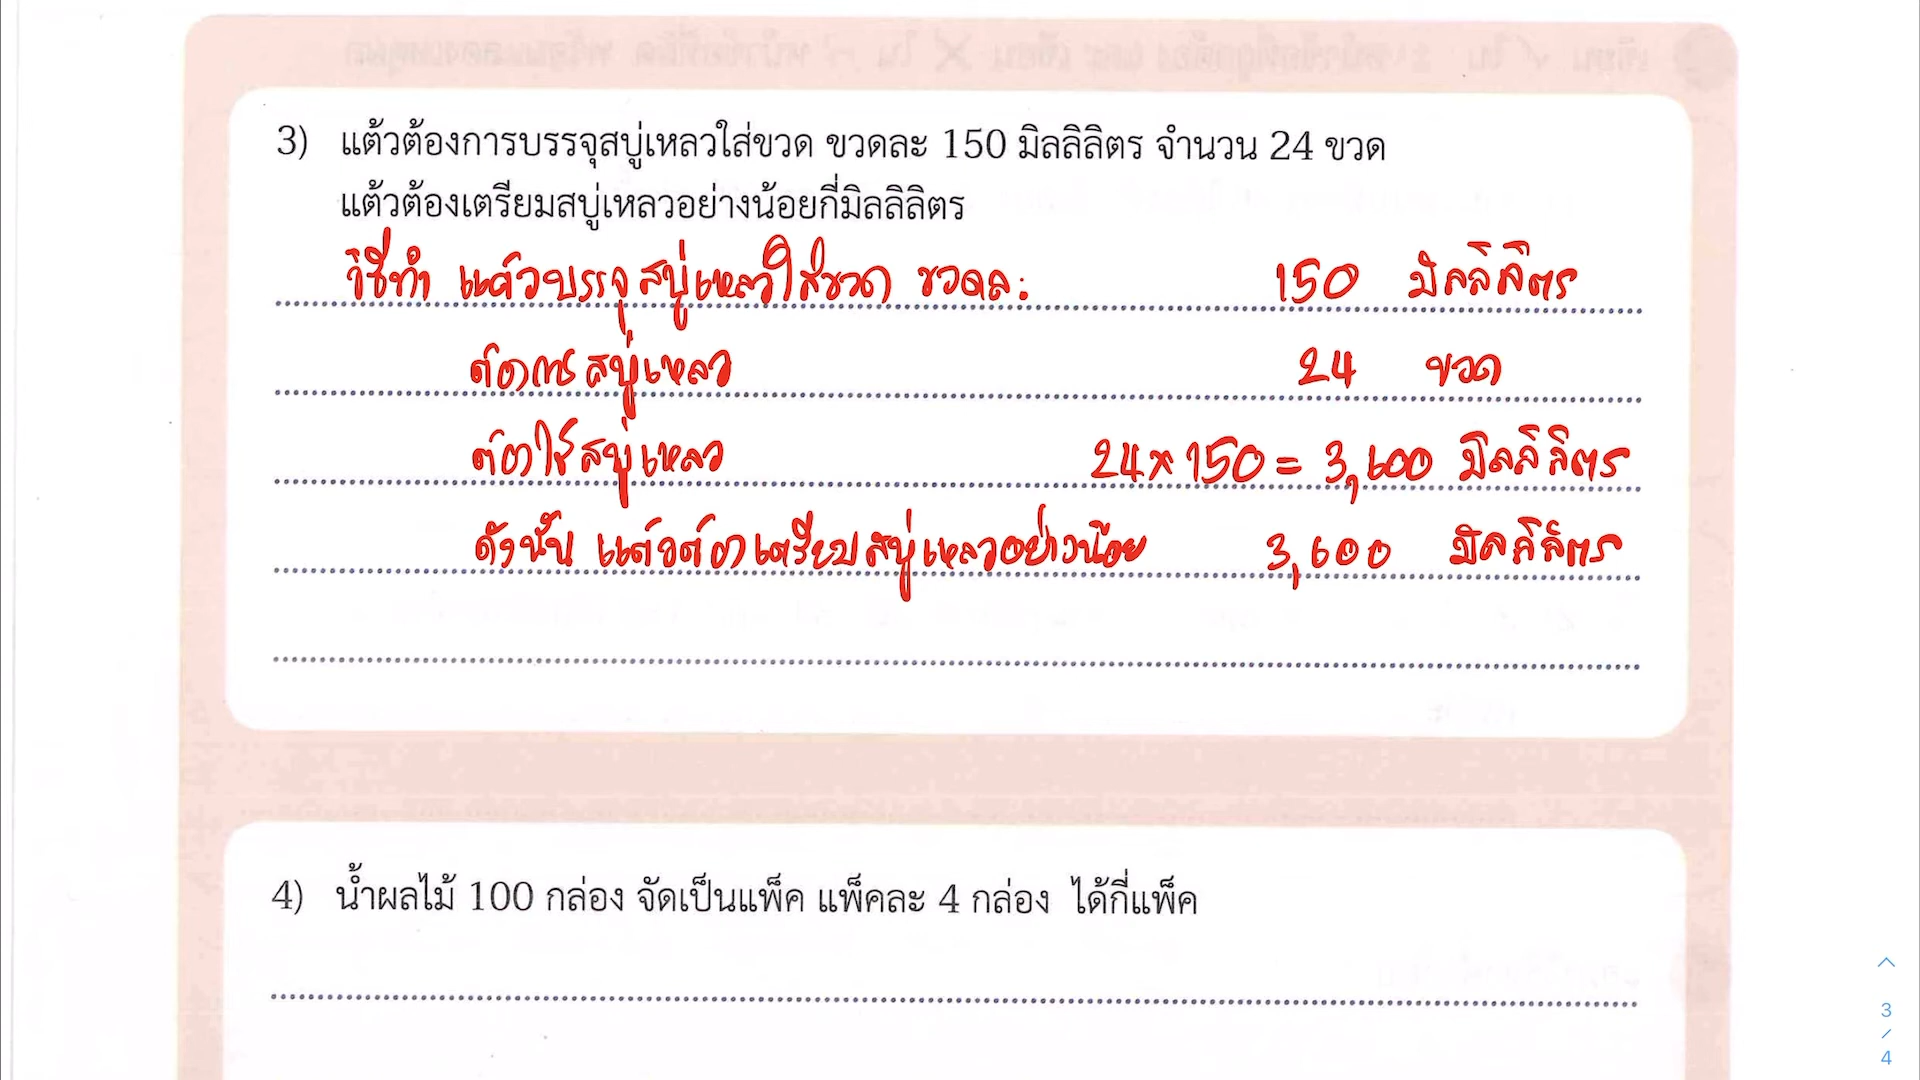 3) แต้วต้องการบรรจุสบู่เหลวใส่ขวด ขวดละ 150 มิลลิลิตร จำนวน 24 ขวด
แต้วต้องเตรียมสบู่เหลวอย่างน้อยกี่มิลลิลิตร
วิธีทำ แต้วบรรจุสบู่เหลวใส่ขวด ขวดละ 150 มิลลิลิตร
ต้องการสบู่เหลว 24 ขวด
ต้องใช้สบู่เหลว 24 × 150 = 3,600 มิลลิลิตร
ดังนั้น แต้วต้องเตรียมสบู่เหลวอย่างน้อย 3,600 มิลลิลิตร
4) น้ำผลไม้ 100 กล่อง จัดเป็นแพ็ค แพ็คละ 4 กล่อง ได้กี่แพ็ค
3
/
4